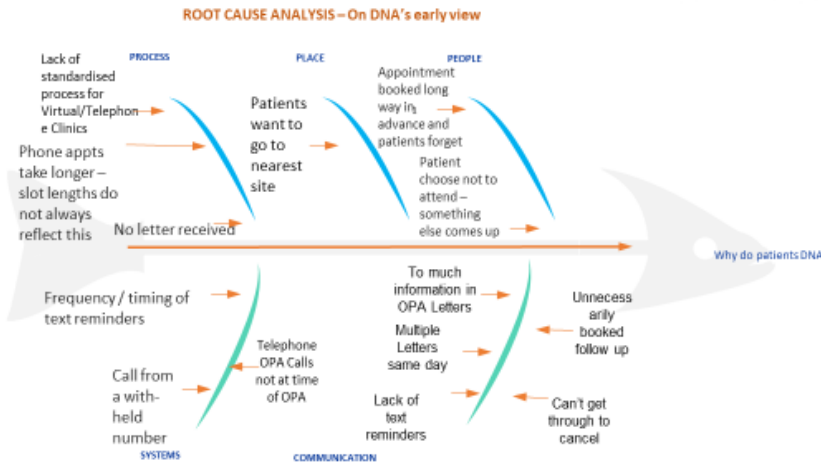 ROOT CAUSE ANALYSIS – On DNA's early view
PROCESS
PLACE
PEOPLE
Lack of
standardised
process for
Virtual/Telephon
e Clinics
Phone appts
take longer –
slot lengths do
not always
reflect this
No letter received
Patients
want to
go to
nearest
site
Appointment
booked long
way in
advance and
patients forget
Patient
choose not to
attend –
something
else comes up
Why do patients DNA
Frequency / timing of
text reminders
Call from
a with-
held
number
Telephone
OPA Calls
not at time
of OPA
To much
information in
OPA Letters
Multiple
Letters
same day
Lack of
text
reminders
Unnecess
arily
booked
follow up
Can't get
through to
cancel
SYSTEMS
COMMUNICATION